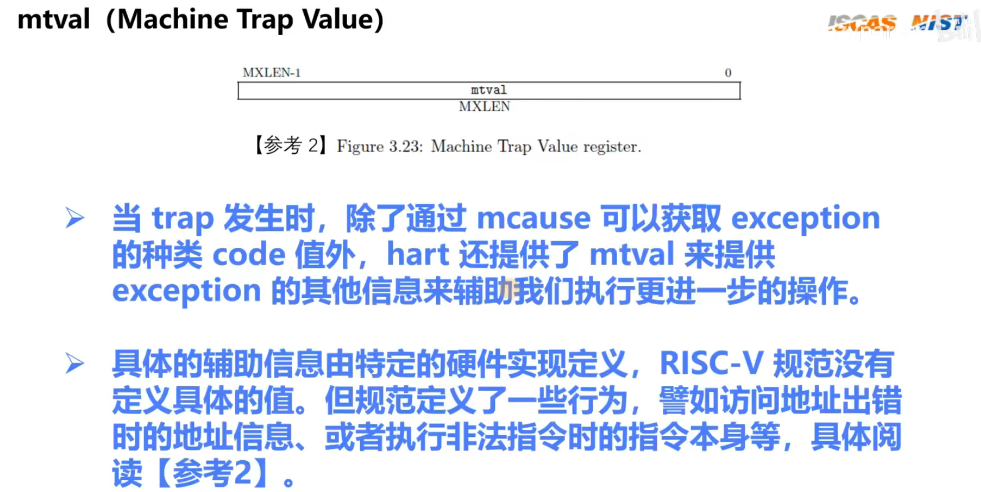 mtval（Machine Trap Value）
ISCAS MIST
MXLEN-1 0
mtval
MXLEN
【参考 2】Figure 3.23: Machine Trap Value register.
➢ 当 trap 发生时，除了通过 mcause 可以获取 exception
的种类 code 值外，hart 还提供了 mtval 来提供
exception 的其他信息来辅助我们执行更进一步的操作。
➢ 具体的辅助信息由特定的硬件实现定义，RISC-V 规范没有
定义具体的值。但规范定义了一些行为，譬如访问地址出错
时的地址信息、或者执行非法指令时的指令本身等，具体阅
读【参考2】。